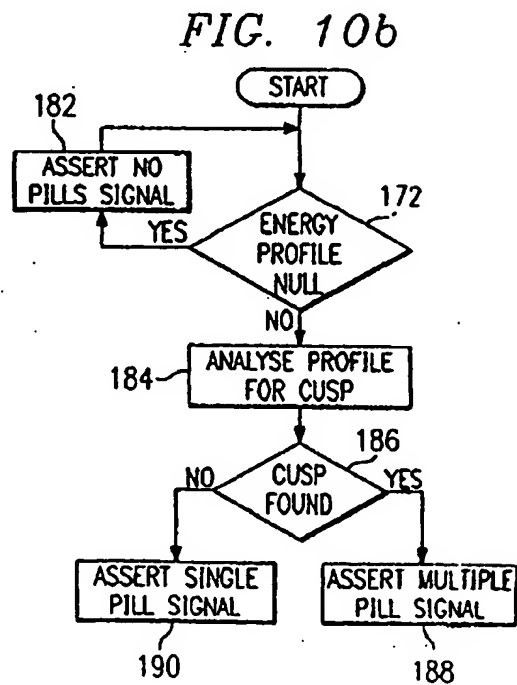 FIG. 10b
START
182
ASSERT NO
PILLS SIGNAL
172
YES
ENERGY
PROFILE
NULL
NO
184
ANALYSE PROFILE
FOR CUSP
186
NO
CUSP
FOUND
YES
ASSERT SINGLE
PILL SIGNAL
ASSERT MULTIPLE
PILL SIGNAL
190
188